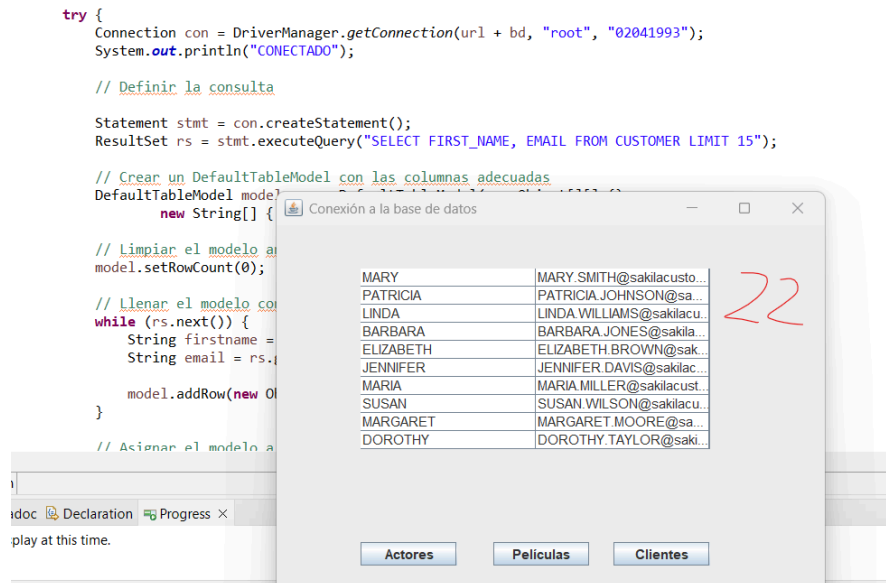 try {
Connection con = DriverManager.getConnection(url + bd, "root", "02041993");
System.out.println("CONECTADO");
// Definir la consulta
Statement stmt = con.createStatement();
ResultSet rs = stmt.executeQuery("SELECT FIRST_NAME, EMAIL FROM CUSTOMER LIMIT 15");
// Crear un DefaultTableModel con las columnas adecuadas
DefaultTableModel model
new String[] {
// Limpiar el modelo
model.setRowCount(0);
// Llenar el modelo
while (rs.next()) {
String firstname =
String email = rs.
model.addRow(new
}
// Asignar el modelo a
Declaration Progress
play at this time.
Conexión a la base de datos
22
MARY MARY.SMITH@sakilacusto...
PATRICIA PATRICIA.JOHNSON@sa...
LINDA LINDA.WILLIAMS@sakilacu...
BARBARA BARBARA.JONES@sakila...
ELIZABETH ELIZABETH.BROWN@sak...
JENNIFER JENNIFER.DAVIS@sakilac...
MARIA MARIA.MILLER@sakilacust...
SUSAN SUSAN.WILSON@sakilacu...
MARGARET MARGARET.MOORE@sa...
DOROTHY DOROTHY.TAYLOR@saki...
Actores Películas Clientes